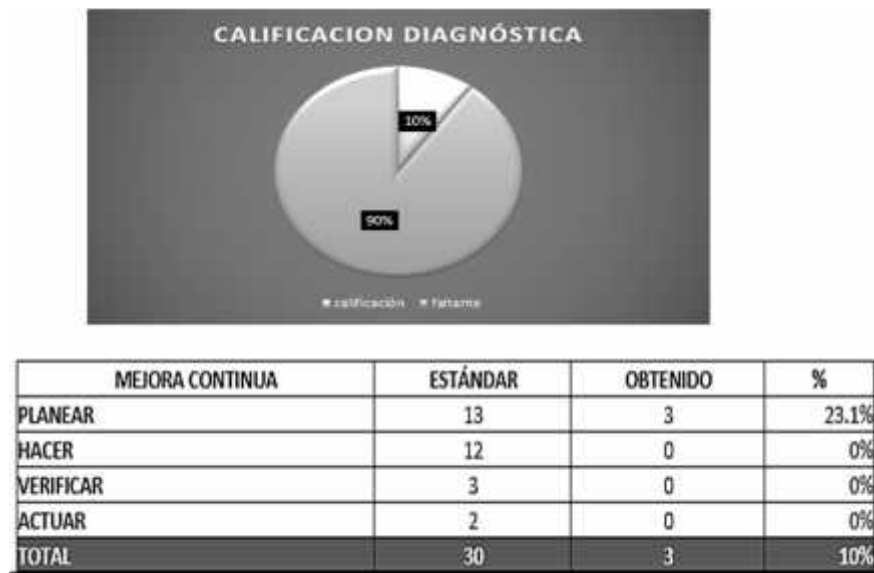 CALIFICACION DIAGNÓSTICA
10%
90%
calificación faltante
MEJORA CONTINUA ESTÁNDAR OBTENIDO %
PLANEAR 13 3 23.1%
HACER 12 0 0%
VERIFICAR 3 0 0%
ACTUAR 2 0 0%
TOTAL 30 3 10%